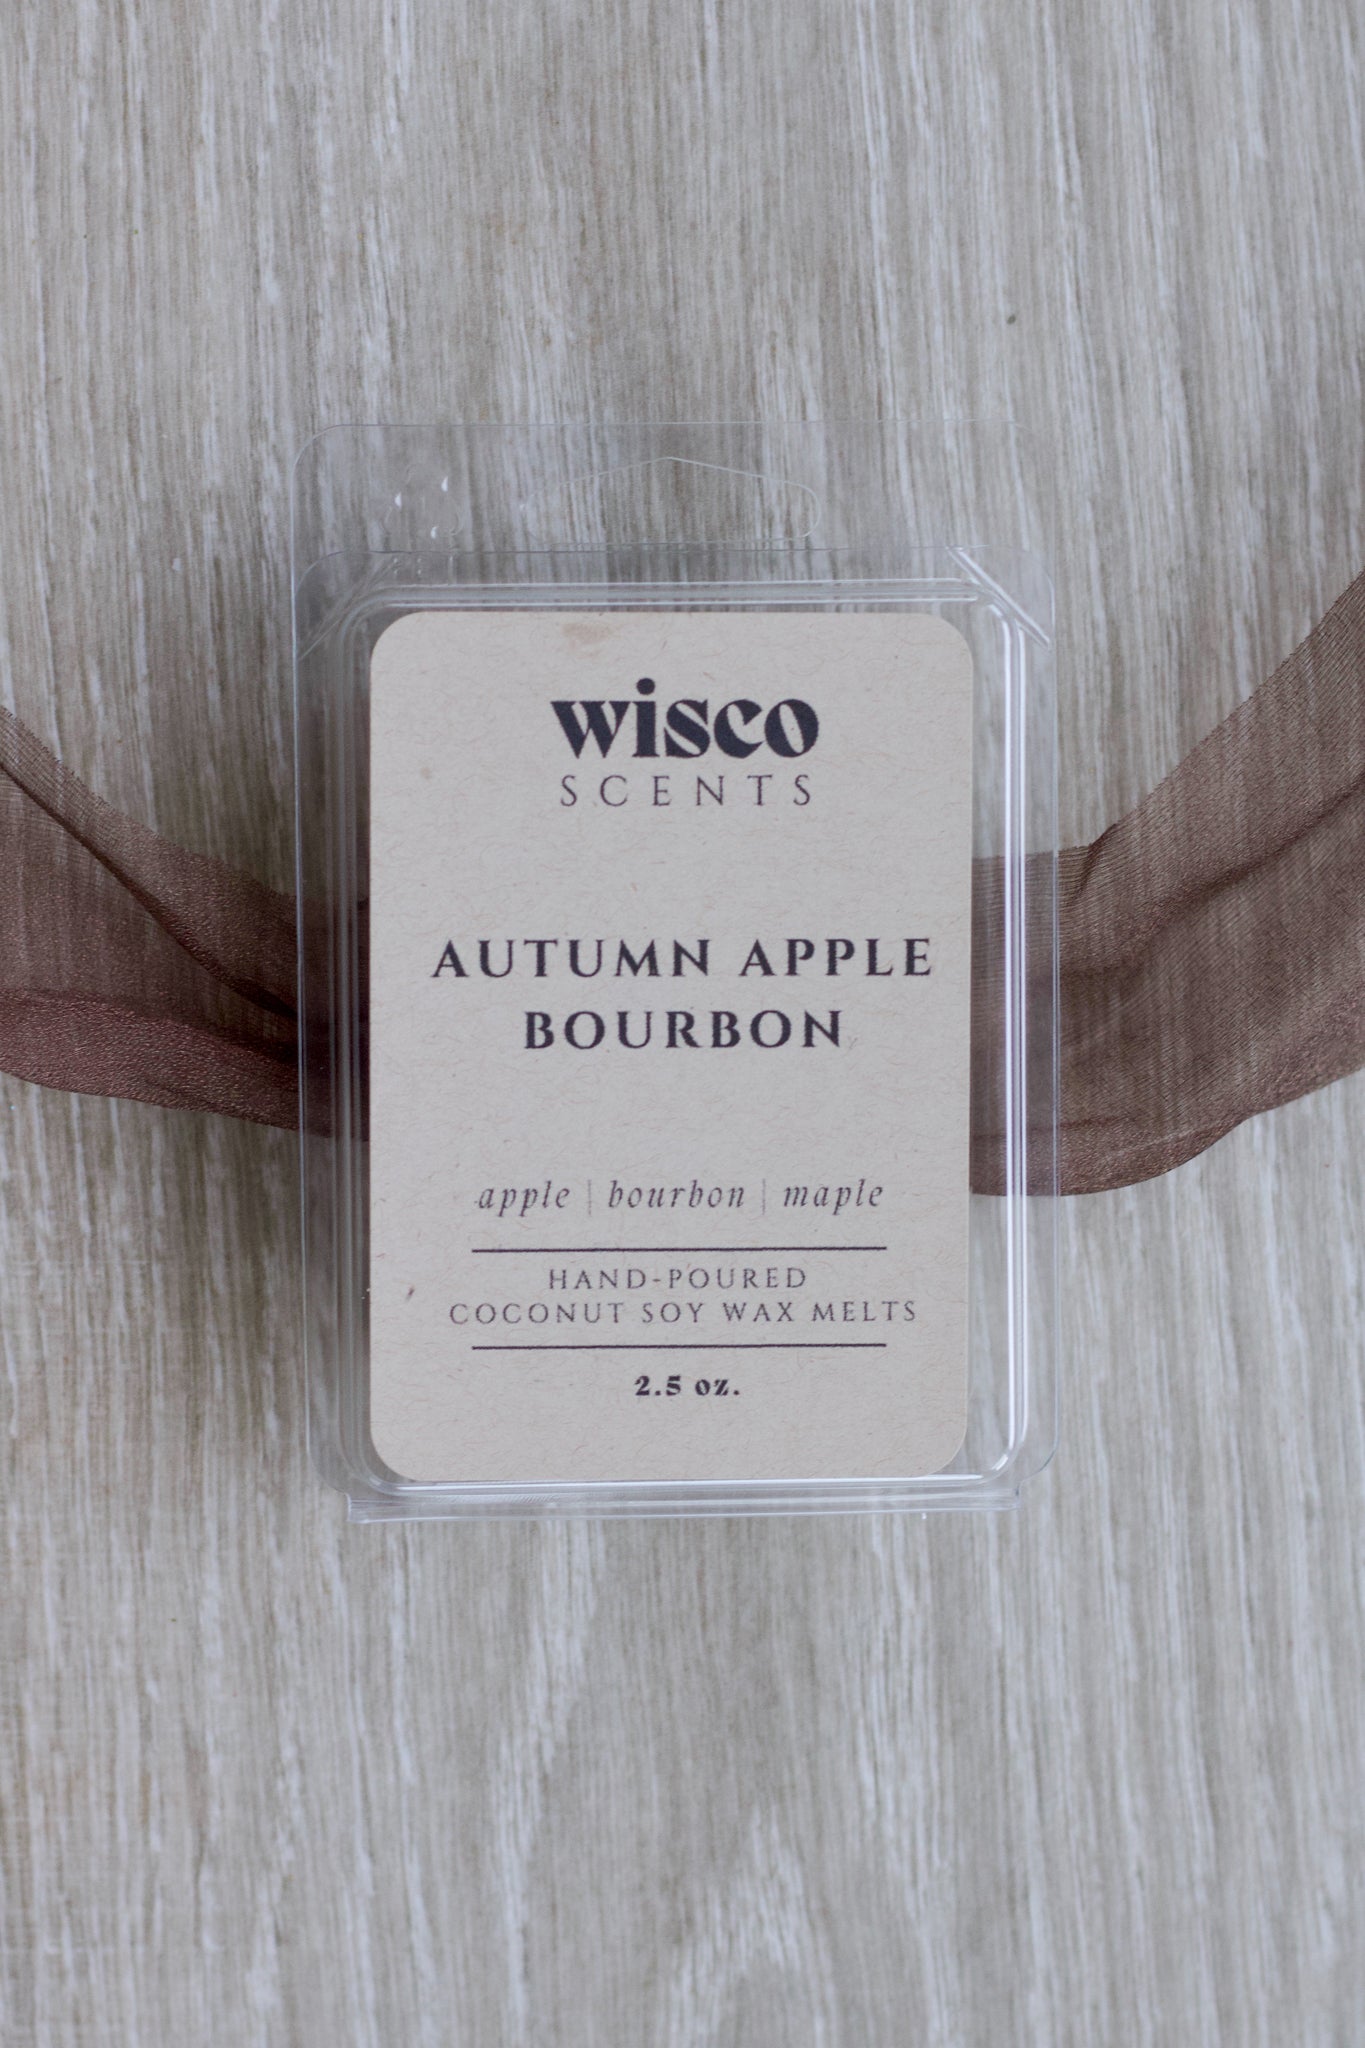 wisco
SCENTS
AUTUMN APPLE
BOURBON
apple | bourbon | maple
HAND-POURED
COCONUT SOY WAX MELTS
2.5 oz.